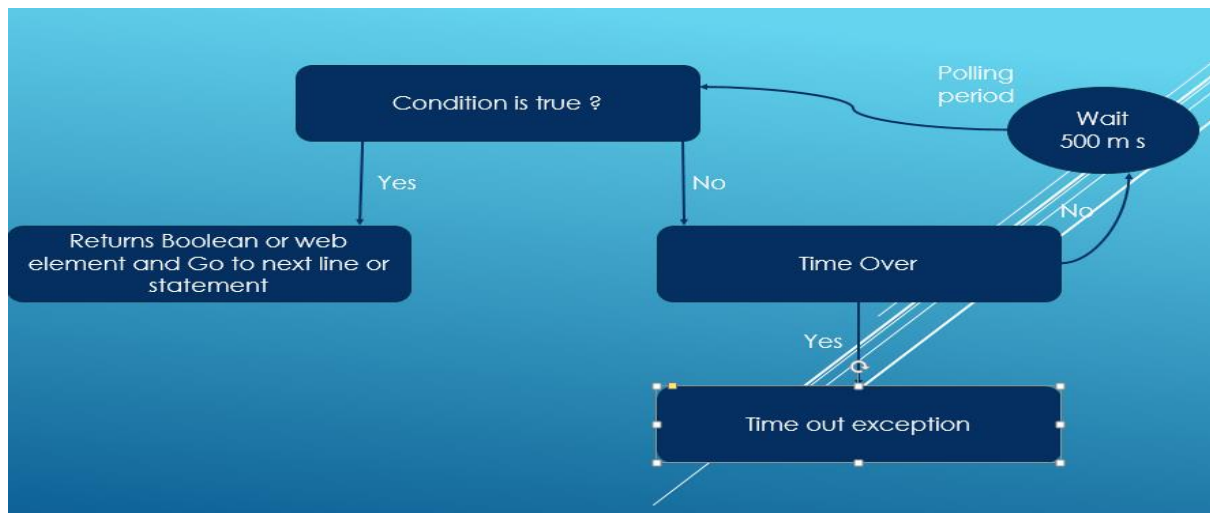 Condition is true ?
Polling
period
Wait
500 m s
Yes
No
No
Returns Boolean or web
element and Go to next line or
statement
Time Over
Yes
Time out exception